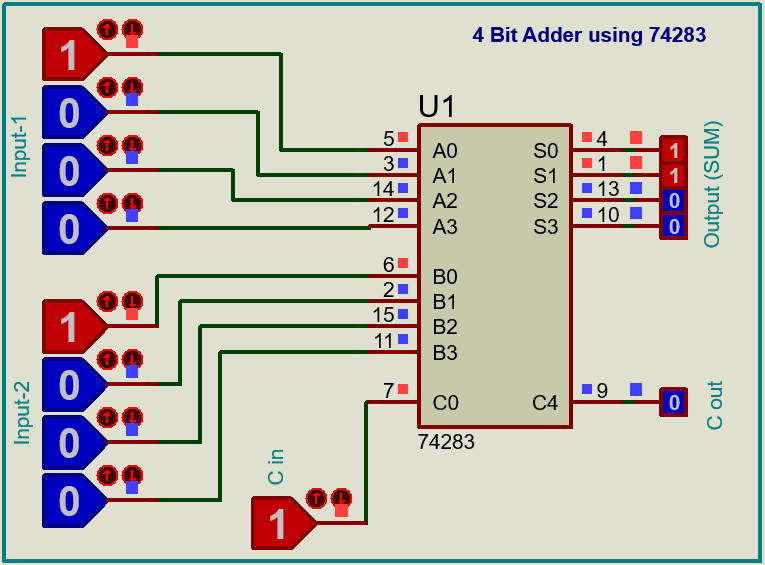 4 Bit Adder using 74283
Input-1
1
0
0
0
Input-2
1
0
0
0
C in
1
U1
5 A0 S0 4 1
3 A1 S1 1 1
14 A2 S2 13 0
12 A3 S3 10 0
6 B0
2 B1
15 B2
11 B3
7 C0 C4 9 0
74283
Output (SUM)
C out